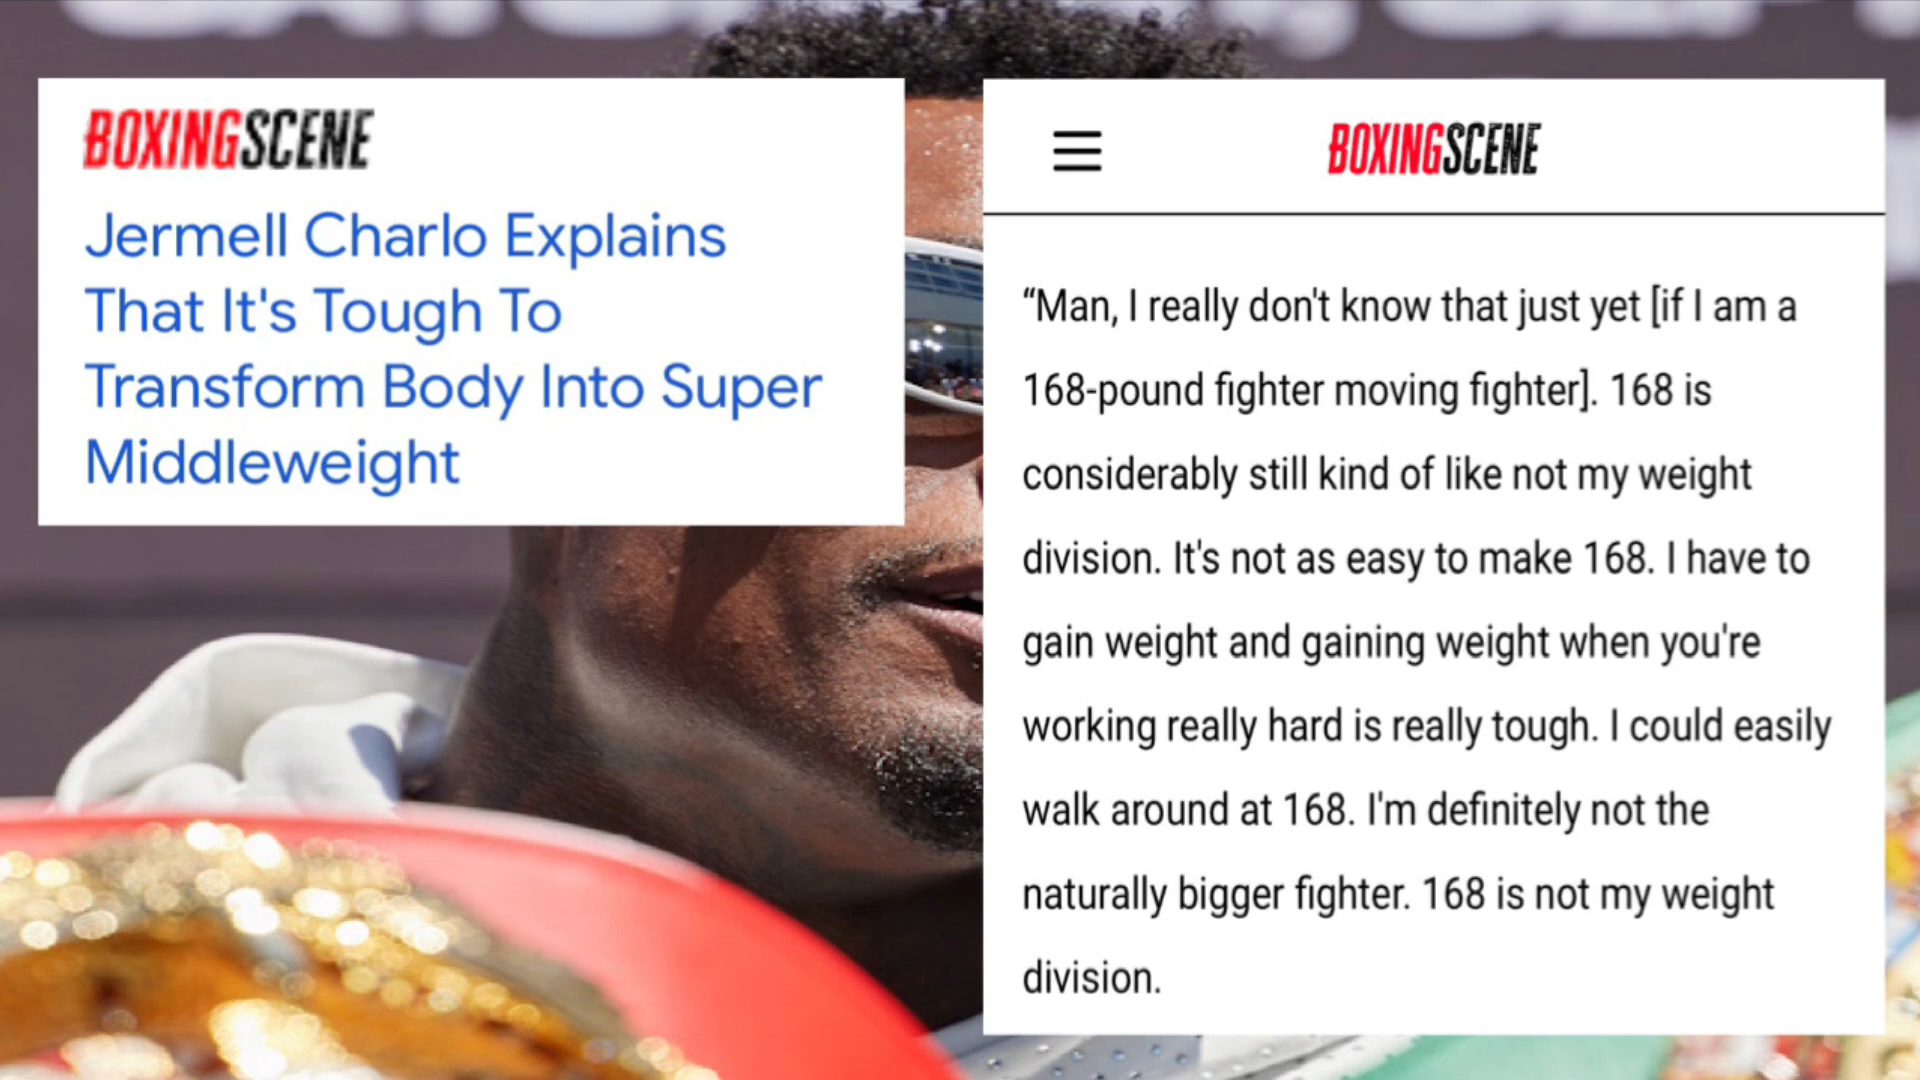 BOXINGSCENE
Jermell Charlo Explains
That It's Tough To
Transform Body Into Super
Middleweight
BOXINGSCENE
“Man, I really don't know that just yet [if I am a
168-pound fighter moving fighter]. 168 is
considerably still kind of like not my weight
division. It's not as easy to make 168. I have to
gain weight and gaining weight when you're
working really hard is really tough. I could easily
walk around at 168. I'm definitely not the
naturally bigger fighter. 168 is not my weight
division.